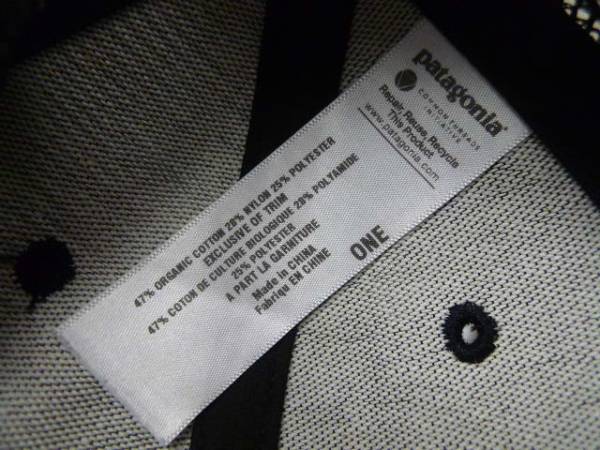 patagonia®
COMMON THREADS
INITIATIVE
Repair, Reuse, Recycle
This Product
www.patagonia.com
47% ORGANIC COTTON 28% NYLON 25% POLYESTER
EXCLUSIVE OF TRIM
47% COTON DE CULTURE BIOLOGIQUE 28% POLYAMIDE
25% POLYESTER
A PART LA GARNITURE
Made in CHINA
Fabriqu EN CHINE
ONE